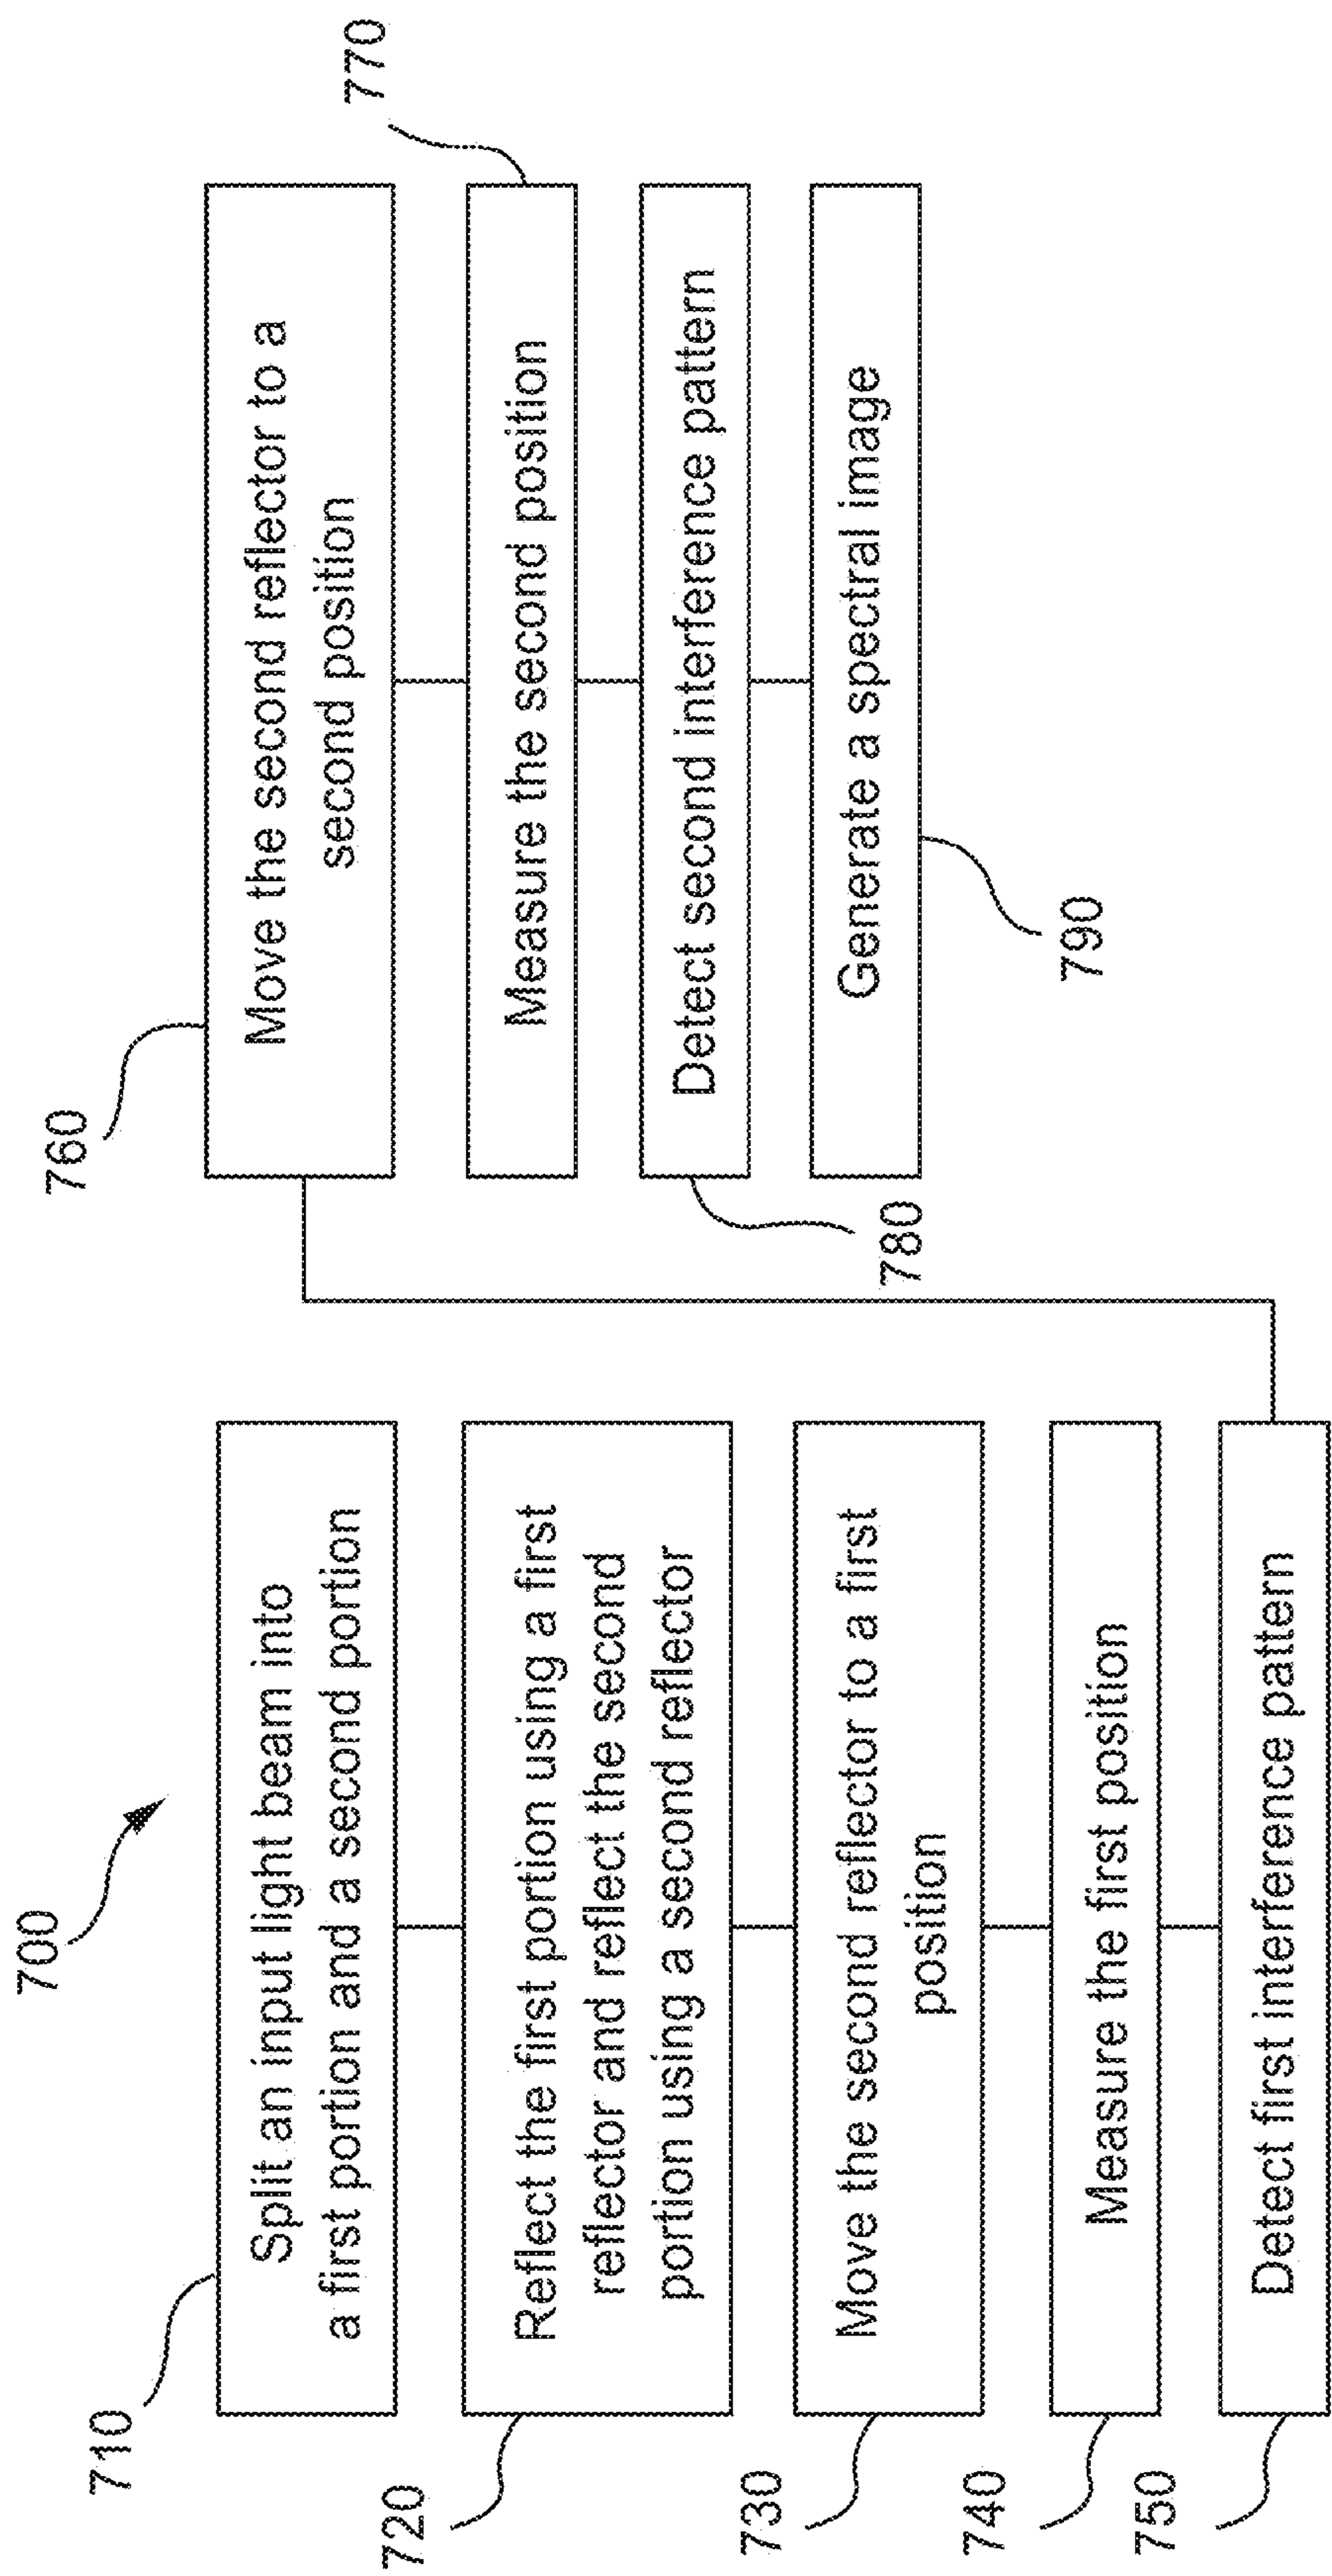 700
710
Split an input light beam into
a first portion and a second portion
720
Reflect the first portion using a first
reflector and reflect the second
portion using a second reflector
730
Move the second reflector to a first
position
740
Measure the first position
750
Detect first interference pattern
760
Move the second reflector to a
second position
770
Measure the second position
780
Detect second interference pattern
790
Generate a spectral image